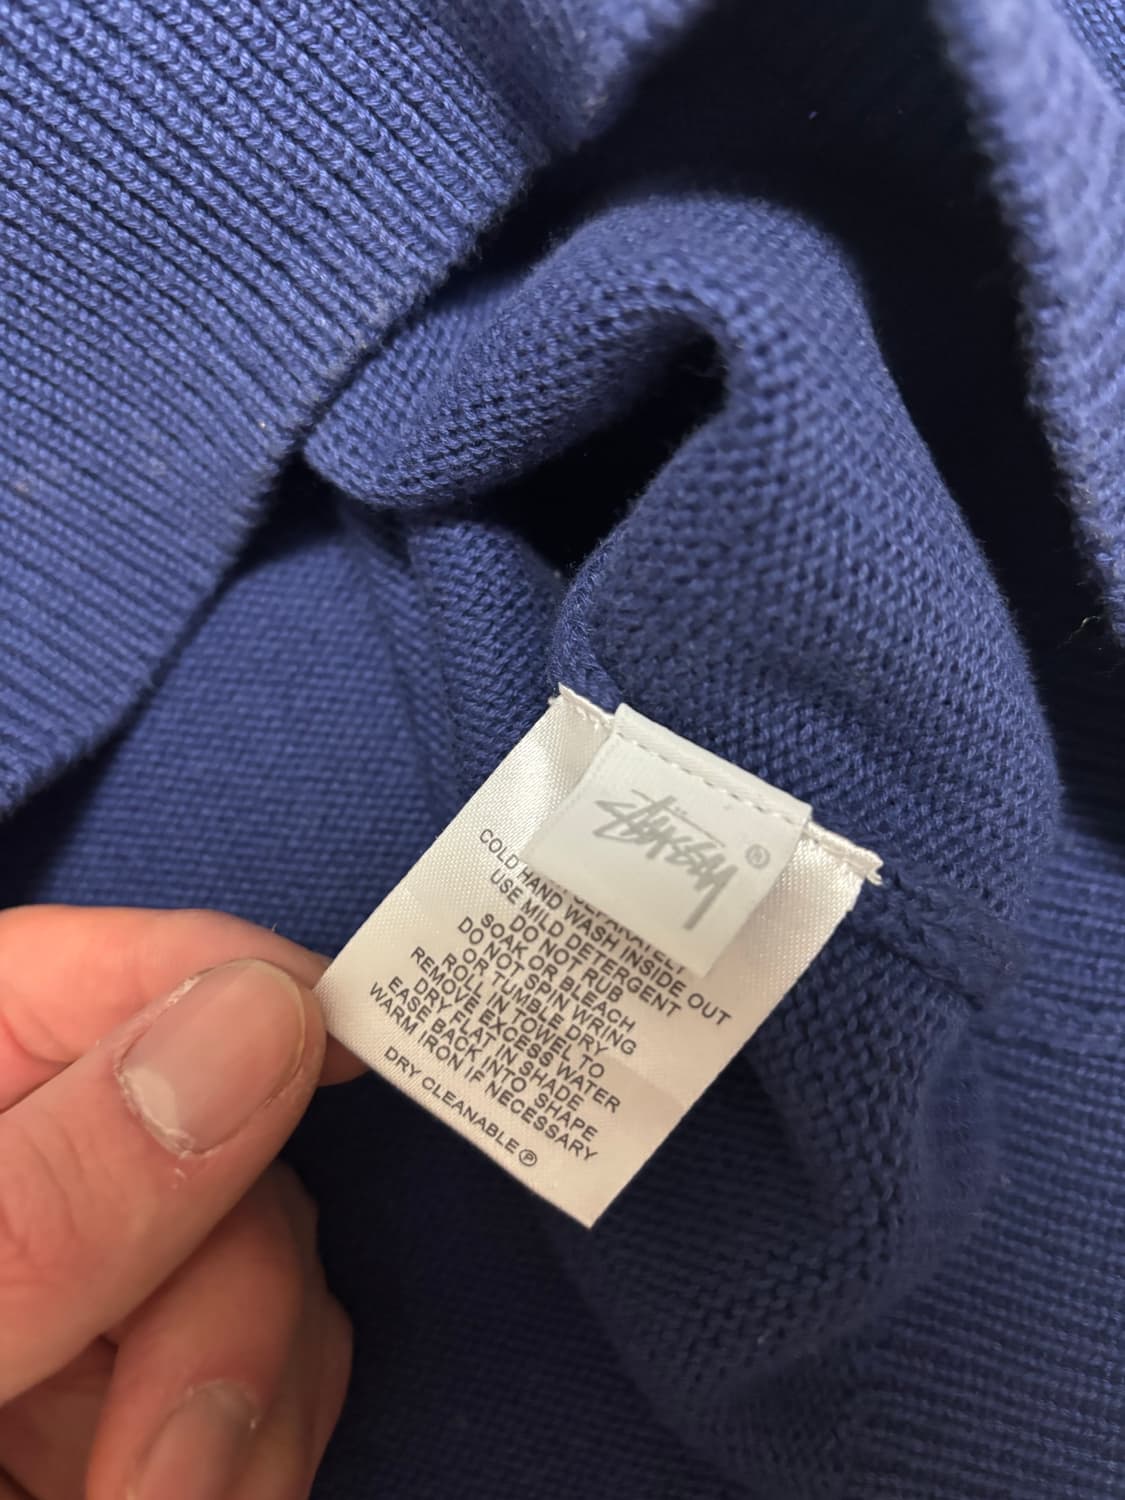 Stüssy ®
SEPARATELY
COLD HAND WASH INSIDE OUT
USE MILD DETERGENT
DO NOT RUB
SOAK OR BLEACH
DO NOT SPIN WRING
OR TUMBLE DRY
ROLL IN TOWEL TO
REMOVE EXCESS WATER
DRY FLAT IN SHADE
EASE BACK INTO SHAPE
WARM IRON IF NECESSARY
DRY CLEANABLE Ⓟ